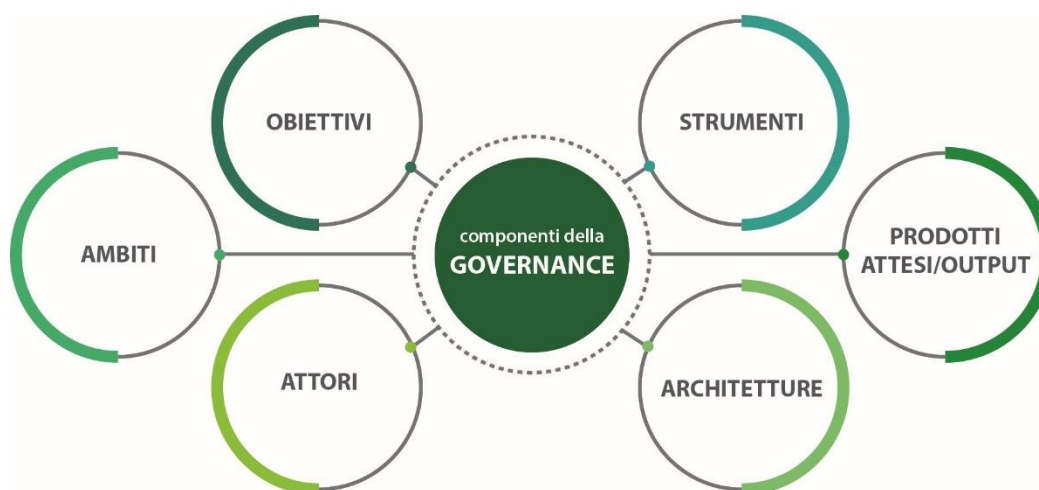 OBIETTIVI
STRUMENTI
AMBITI
componenti della
GOVERNANCE
PRODOTTI
ATTESI/OUTPUT
ATTORI
ARCHITETTURE